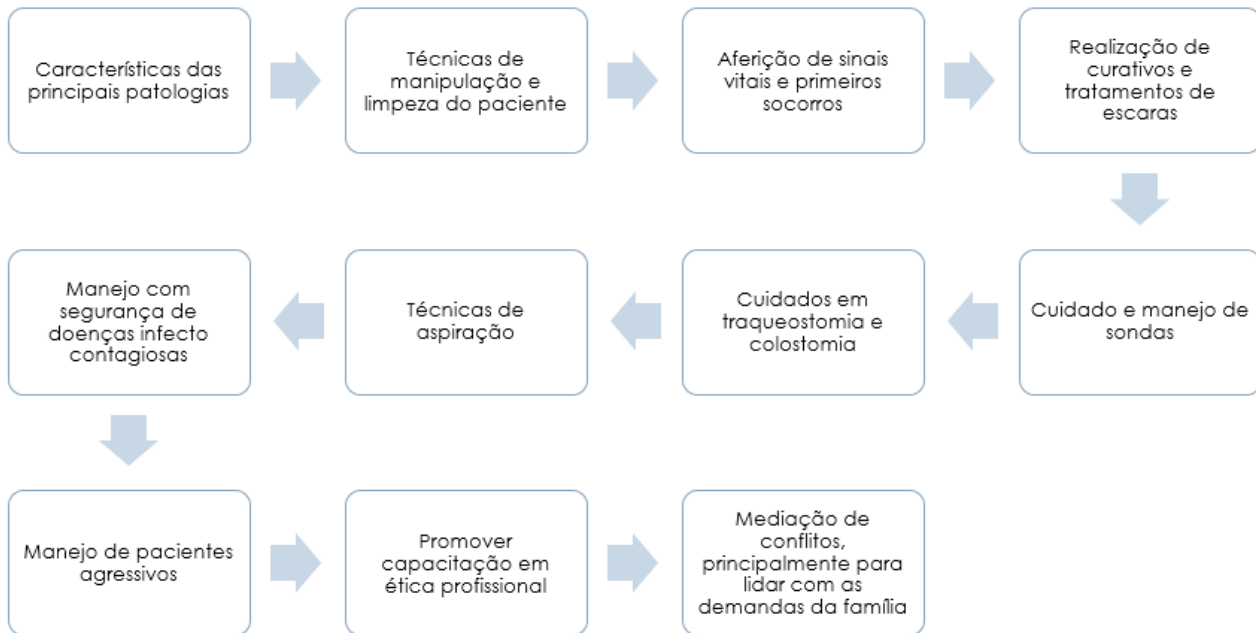 Características das
principais patologias
Técnicas de
manipulação e
limpeza do paciente
Aferição de sinais
vitais e primeiros
socorros
Realização de
curativos e
tratamentos de
escaras
Cuidado e manejo de
sondas
Cuidados em
traqueostomia e
colostomia
Técnicas de
aspiração
Manejo com
segurança de
doenças infecto
contagiosas
Manejo de pacientes
agressivos
Promover
capacitação em
ética profissional
Mediação de
conflitos,
principalmente para
lidar com as
demandas da família